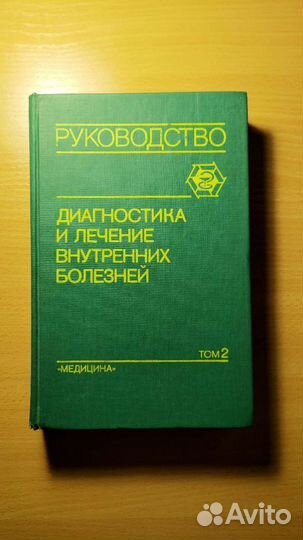 РУКОВОДСТВО
ДИАГНОСТИКА
И ЛЕЧЕНИЕ
ВНУТРЕННИХ
БОЛЕЗНЕЙ
ТОМ 2
«МЕДИЦИНА»
Avito